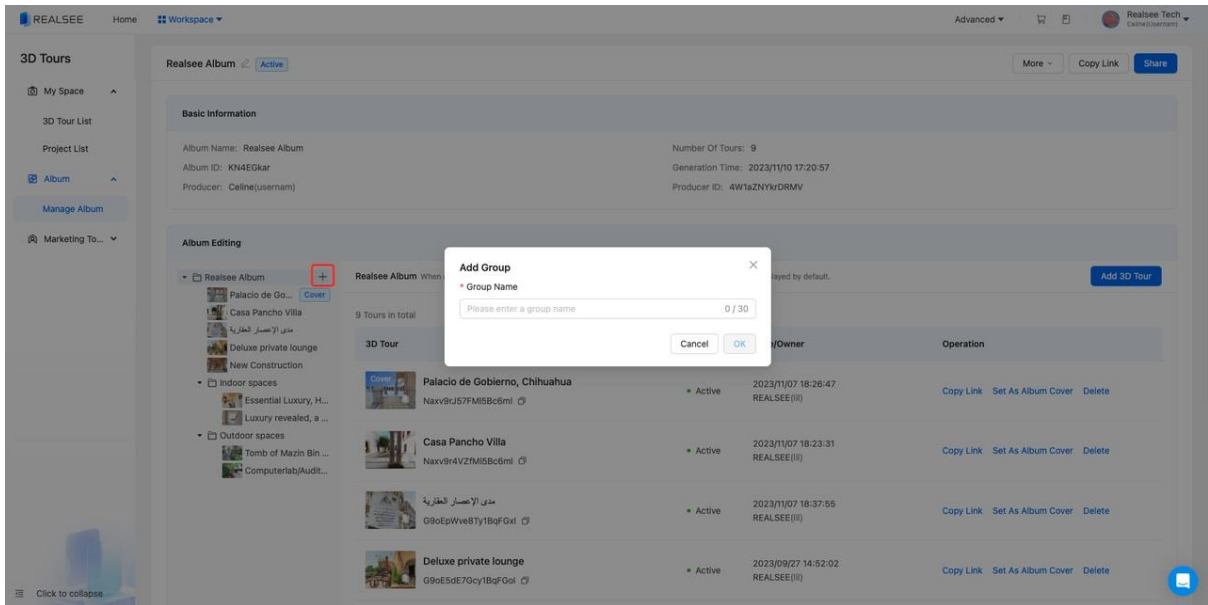 REALSEE
Home
Workspace
Advanced
Realsee Tech
Celine(Usernam)
3D Tours
My Space
3D Tour List
Project List
Album
Manage Album
Marketing To...
Click to collapse
Realsee Album
Active
More
Copy Link
Share
Basic Information
Album Name: Realsee Album
Number Of Tours: 9
Album ID: KN4EGkar
Generation Time: 2023/11/10 17:20:57
Producer: Celine(usernam)
Producer ID: 4W1aZNYkrDRMV
Album Editing
Realsee Album
Palacio de Go...
Cover
Casa Pancho Villa
مدى الإعصار العقارية
Deluxe private lounge
New Construction
Indoor spaces
Essential Luxury, H...
Luxury revealed, a ...
Outdoor spaces
Tomb of Mazin Bin ...
Computerlab/Audit...
Realsee Album When
layed by default.
Add 3D Tour
9 Tours in total
Add Group
* Group Name
Please enter a group name
0 / 30
Cancel
OK
3D Tour
/Owner
Operation
Cover
Palacio de Gobierno, Chihuahua
Naxv9rJ57FMl5Bc6ml
Active
2023/11/07 18:26:47
REALSEE(lil)
Copy Link Set As Album Cover Delete
Casa Pancho Villa
Naxv9r4VZfMl5Bc6ml
Active
2023/11/07 18:23:31
REALSEE(lil)
Copy Link Set As Album Cover Delete
مدى الإعصار العقارية
G9oEpWve8Ty1BqFGxl
Active
2023/11/07 18:37:55
REALSEE(lil)
Copy Link Set As Album Cover Delete
Deluxe private lounge
G9oE5dE7Gcy1BqFGol
Active
2023/09/27 14:52:02
REALSEE(lil)
Copy Link Set As Album Cover Delete